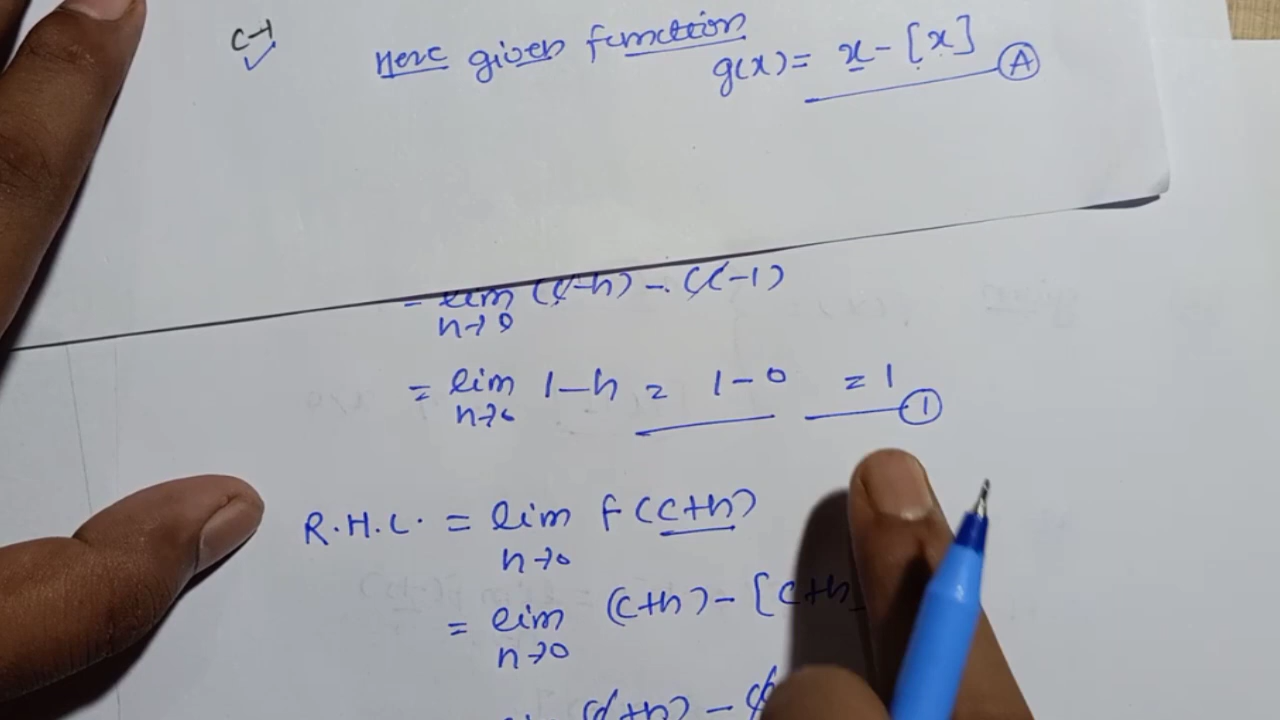 C-1
Here given function
g(x) = x - [x] A
= lim (c-h) - (c-1)
h→0
= lim 1-h = 1-0 = 1 1
h→0
R.H.L. = lim f(c+h)
h→0
= lim (c+h) - [c+h
h→0
(c+h) -